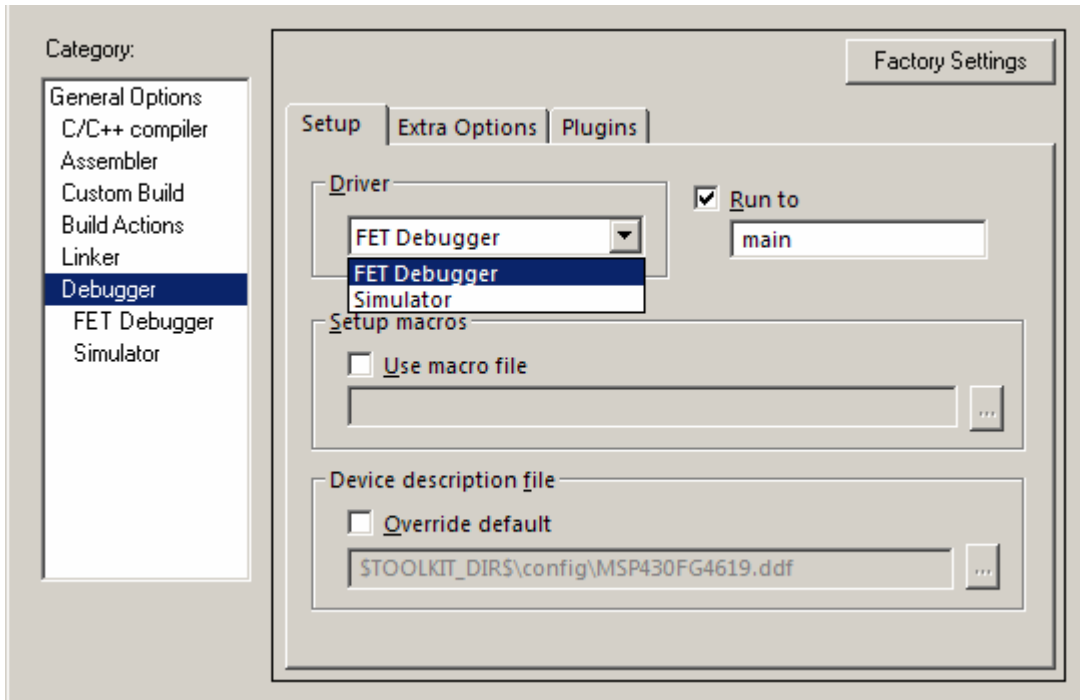 Category:
General Options
C/C++ compiler
Assembler
Custom Build
Build Actions
Linker
Debugger
FET Debugger
Simulator
Factory Settings
Setup Extra Options Plugins
Driver
FET Debugger
FET Debugger
Simulator
Run to
main
Setup macros
Use macro file
...
Device description file
Override default
$TOOLKIT_DIR$\config\MSP430FG4619.ddf
...